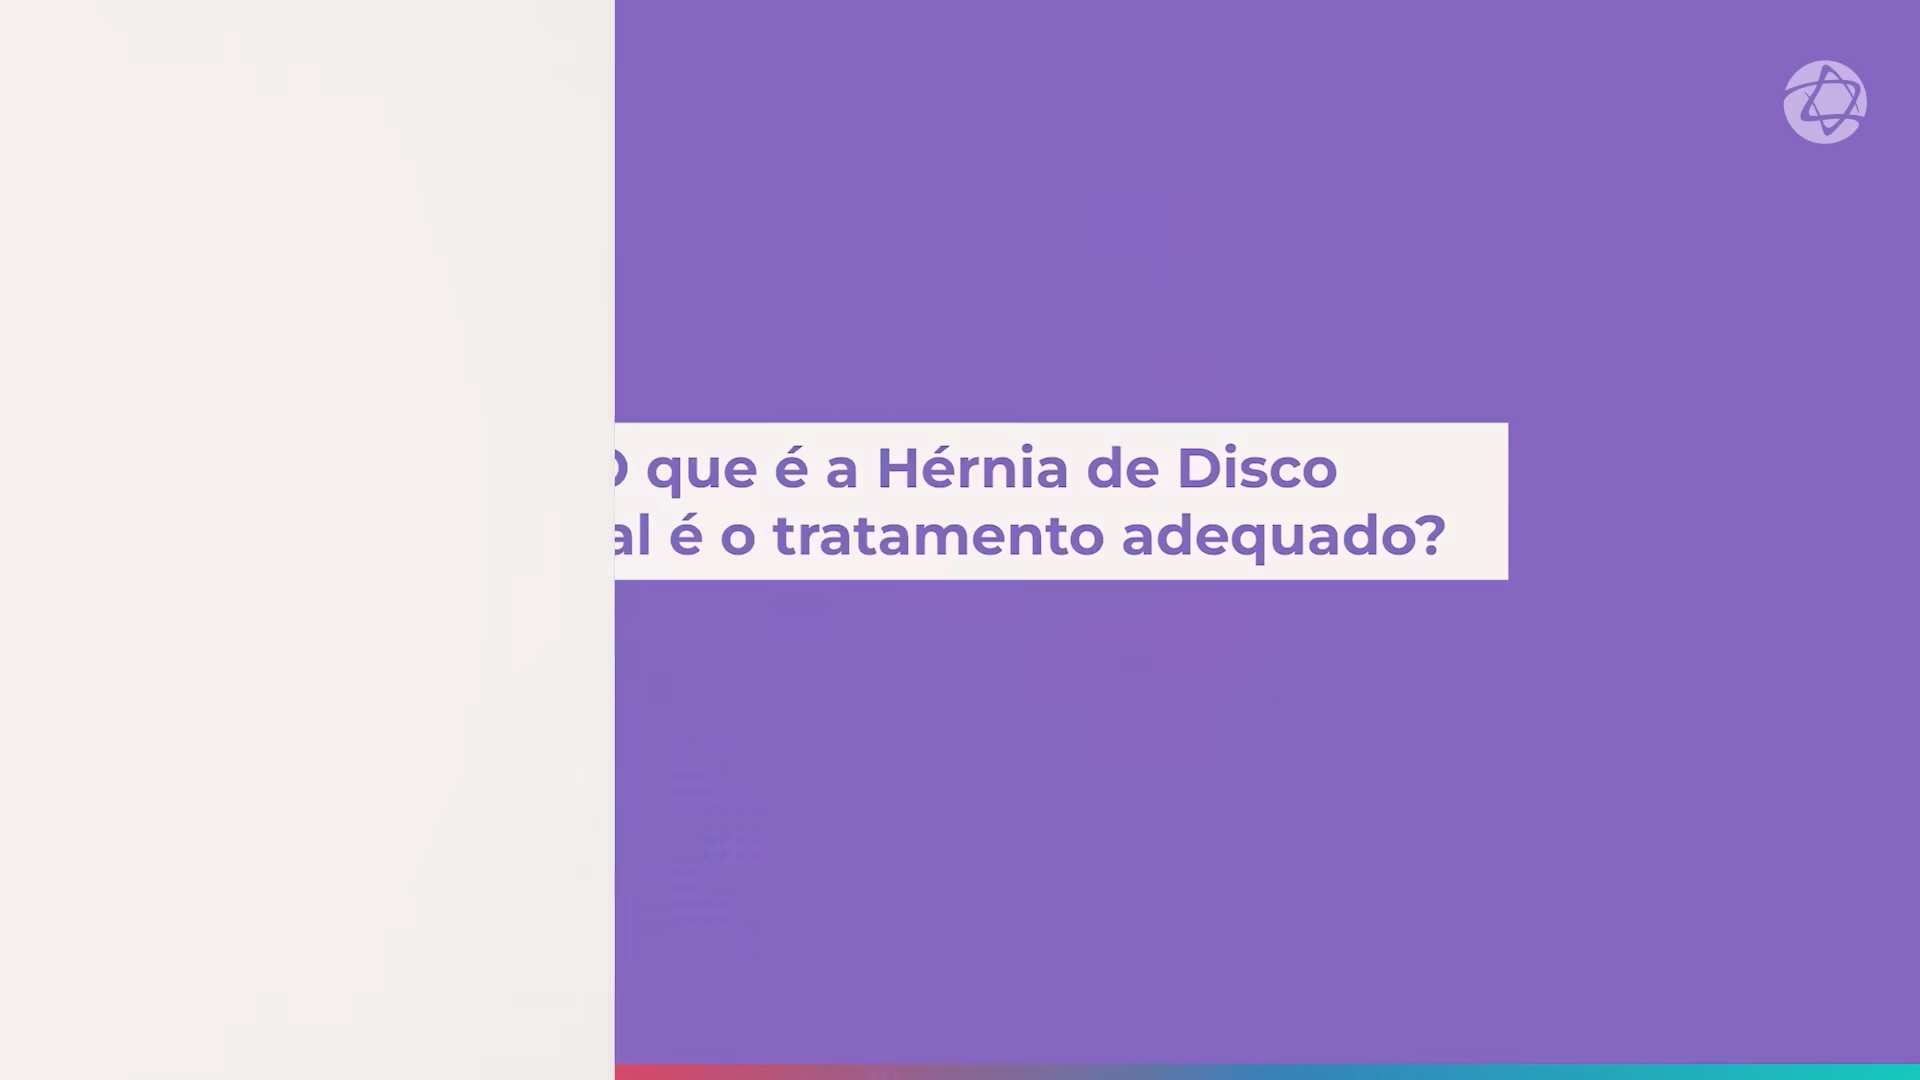 que é a Hérnia de Disco
é o tratamento adequado?